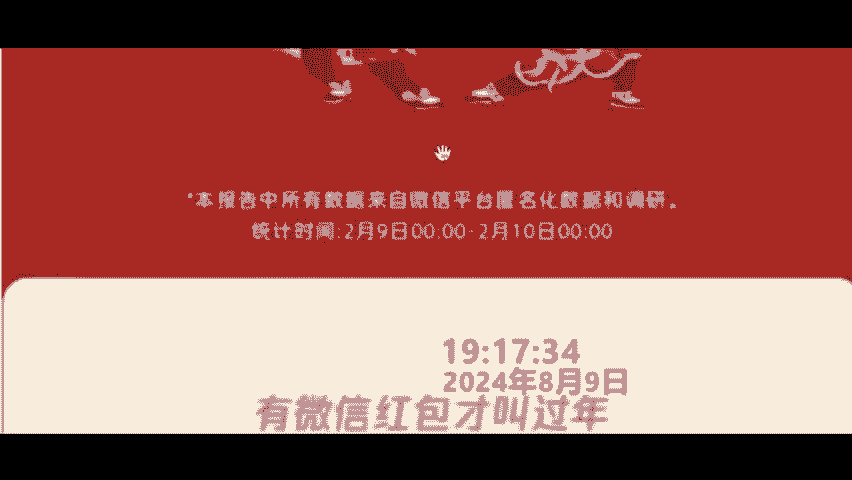 *本报告中所有数据来自微信平台匿名化数据和调研。
统计时间:2月9日00:00-2月10日00:00
19:17:34
2024年8月9日
有微信红包才叫过年